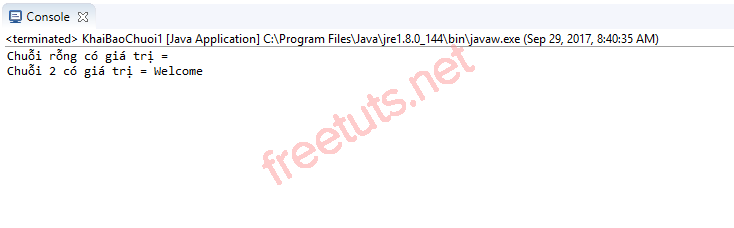 Console
<terminated> KhaiBaoChuoi1 [Java Application] C:\Program Files\Java\jre1.8.0_144\bin\javaw.exe (Sep 29, 2017, 8:40:35 AM)
Chuỗi rỗng có giá trị =
Chuỗi 2 có giá trị = Welcome
freetuts.net